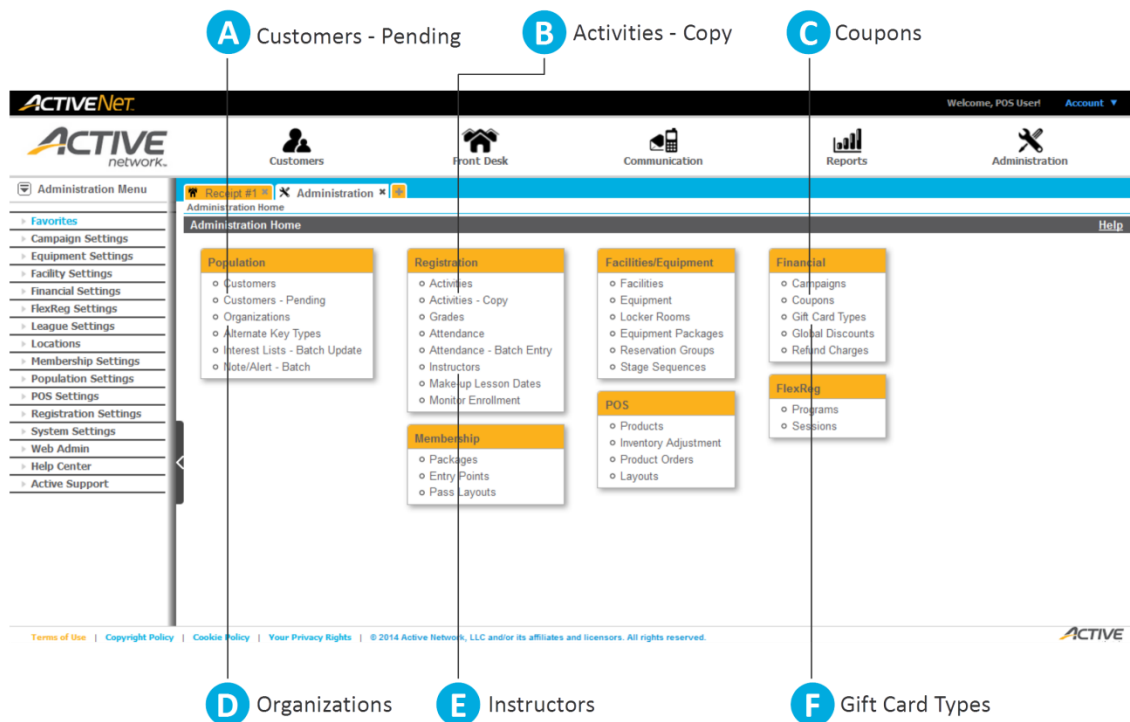 A Customers - Pending
B Activities - Copy
C Coupons
ACTIVENET
Welcome, POS User! Account ▼
ACTIVE
network
Customers
Front Desk
Communication
Reports
Administration
Administration Menu
Receipt #1 ×
Administration ×
+
Administration Home
Administration Home
Help
Favorites
Campaign Settings
Equipment Settings
Facility Settings
Financial Settings
FlexReg Settings
League Settings
Locations
Membership Settings
Population Settings
POS Settings
Registration Settings
System Settings
Web Admin
Help Center
Active Support
Population
Customers
Customers - Pending
Organizations
Alternate Key Types
Interest Lists - Batch Update
Note/Alert - Batch
Registration
Activities
Activities - Copy
Grades
Attendance
Attendance - Batch Entry
Instructors
Make-up Lesson Dates
Monitor Enrollment
Membership
Packages
Entry Points
Pass Layouts
Facilities/Equipment
Facilities
Equipment
Locker Rooms
Equipment Packages
Reservation Groups
Stage Sequences
POS
Products
Inventory Adjustment
Product Orders
Layouts
Financial
Campaigns
Coupons
Gift Card Types
Global Discounts
Refund Charges
FlexReg
Programs
Sessions
Terms of Use | Copyright Policy | Cookie Policy | Your Privacy Rights | © 2014 Active Network, LLC and/or its affiliates and licensors. All rights reserved.
ACTIVE
D Organizations
E Instructors
F Gift Card Types